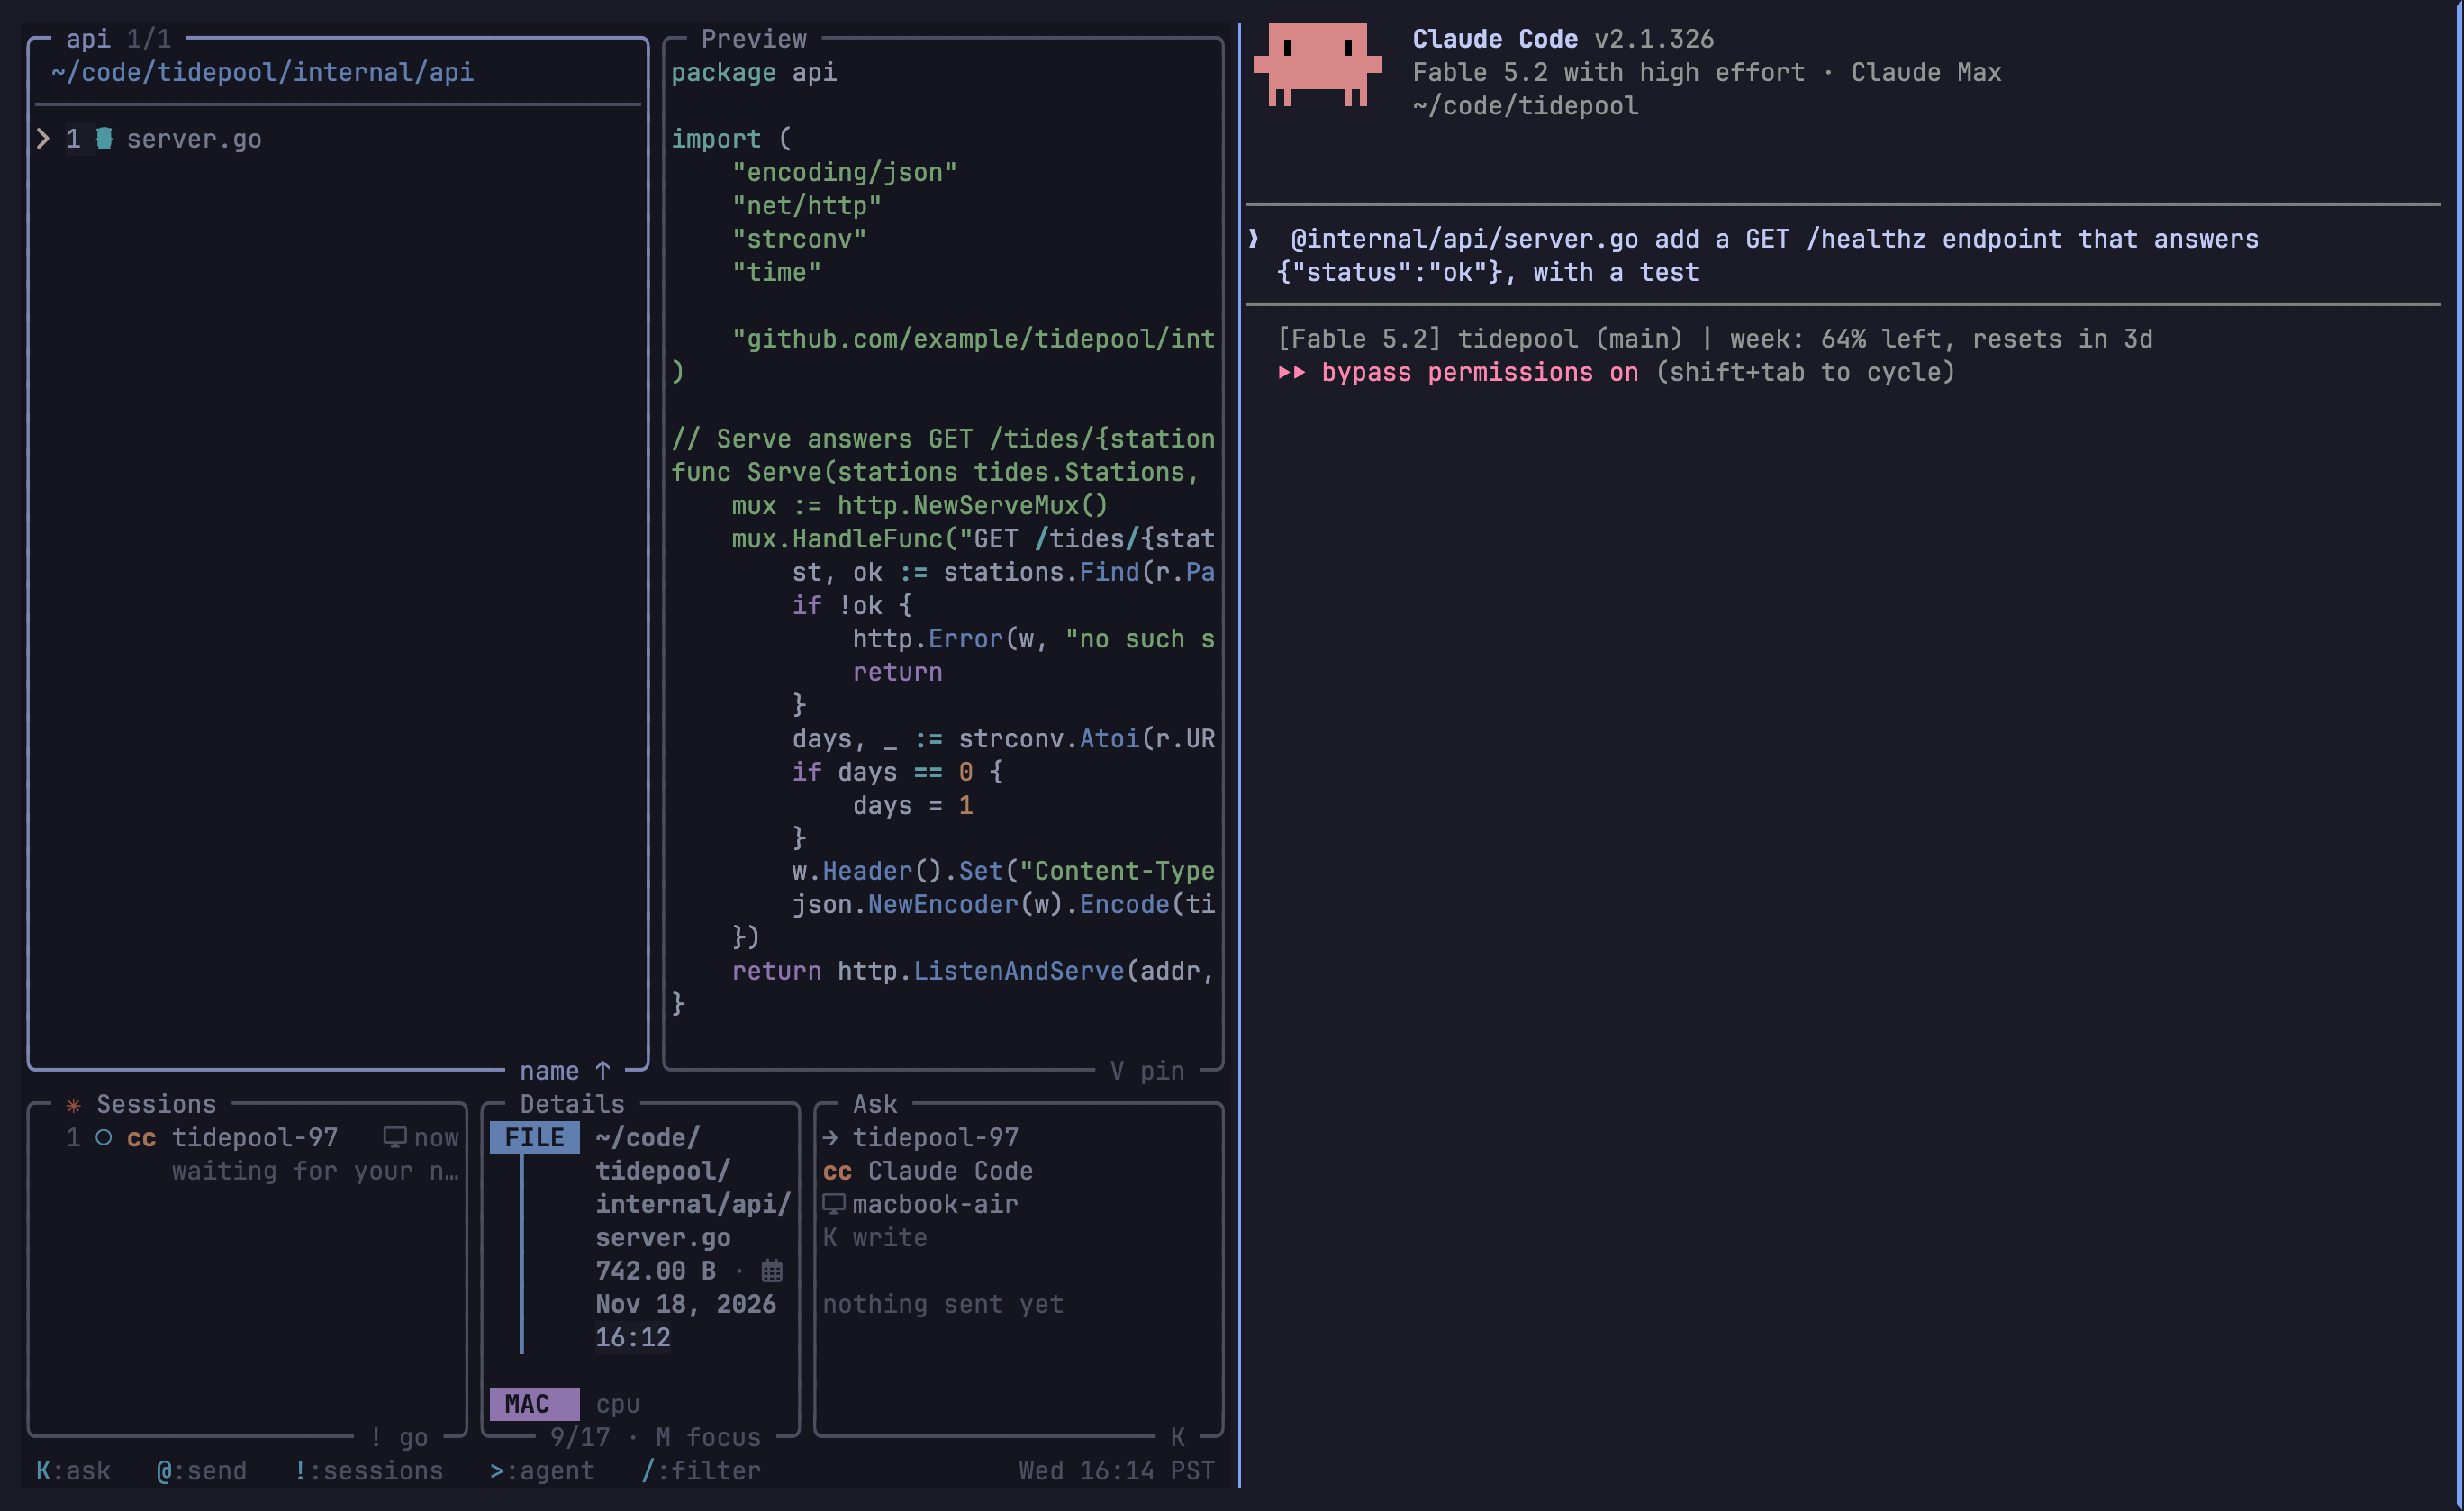 api 1/1
~/code/tidepool/internal/api
1 server.go
name ↑
Preview
package api
import (
"encoding/json"
"net/http"
"strconv"
"time"
"github.com/example/tidepool/int
)
// Serve answers GET /tides/{station
func Serve(stations tides.Stations,
mux := http.NewServeMux()
mux.HandleFunc("GET /tides/{stat
st, ok := stations.Find(r.Pa
if !ok {
http.Error(w, "no such s
return
}
days, _ := strconv.Atoi(r.UR
if days == 0 {
days = 1
}
w.Header().Set("Content-Type
json.NewEncoder(w).Encode(ti
})
return http.ListenAndServe(addr,
}
V pin
Sessions
1 cc tidepool-97 now
waiting for your n…
! go
Details
FILE ~/code/
tidepool/
internal/api/
server.go
742.00 B ·
Nov 18, 2026
16:12
MAC cpu
9/17 · M focus
Ask
→ tidepool-97
cc Claude Code
macbook-air
K write
nothing sent yet
K
K:ask @:send !:sessions >:agent /:filter Wed 16:14 PST
Claude Code v2.1.326
Fable 5.2 with high effort · Claude Max
~/code/tidepool
❯ @internal/api/server.go add a GET /healthz endpoint that answers
{"status":"ok"}, with a test
[Fable 5.2] tidepool (main) | week: 64% left, resets in 3d
⏵⏵ bypass permissions on (shift+tab to cycle)